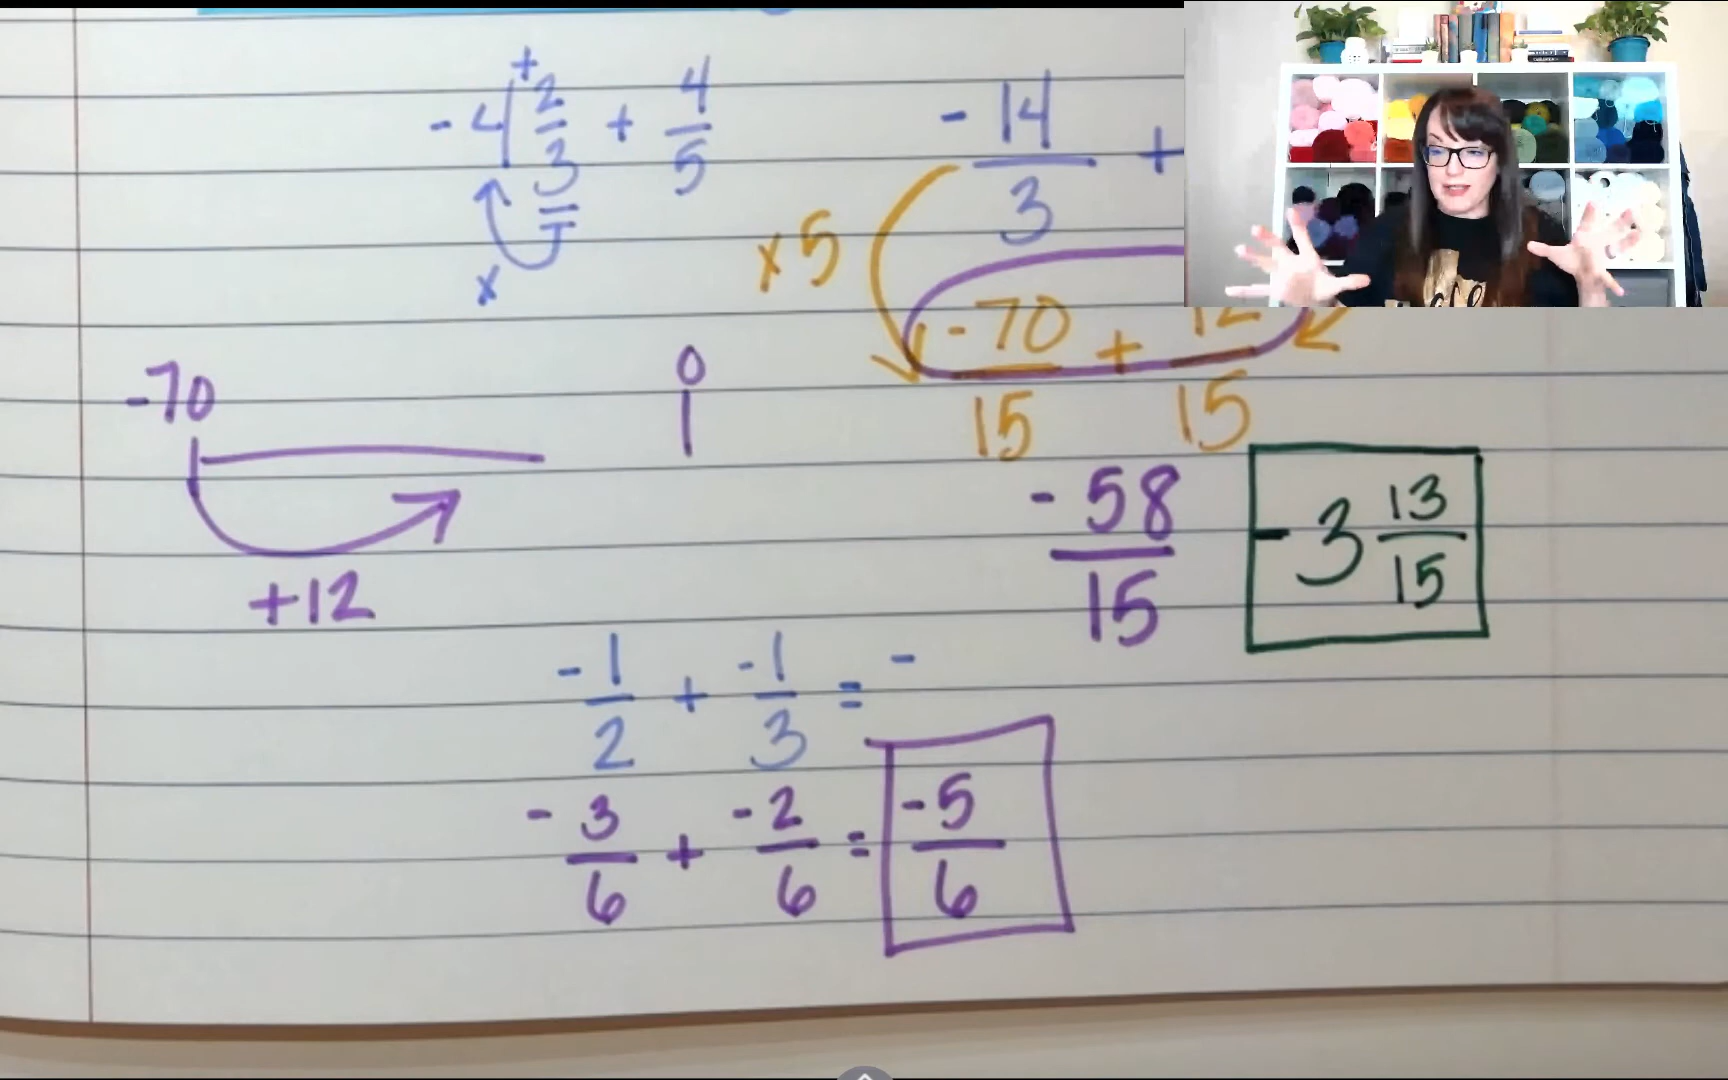 -4 2/3 + 4/5
+
x
-14/3 +
x5
-70/15 + 12/15
-70
0
+12
-58/15
-3 13/15
-1/2 + -1/3 = -
-3/6 + -2/6 = -5/6